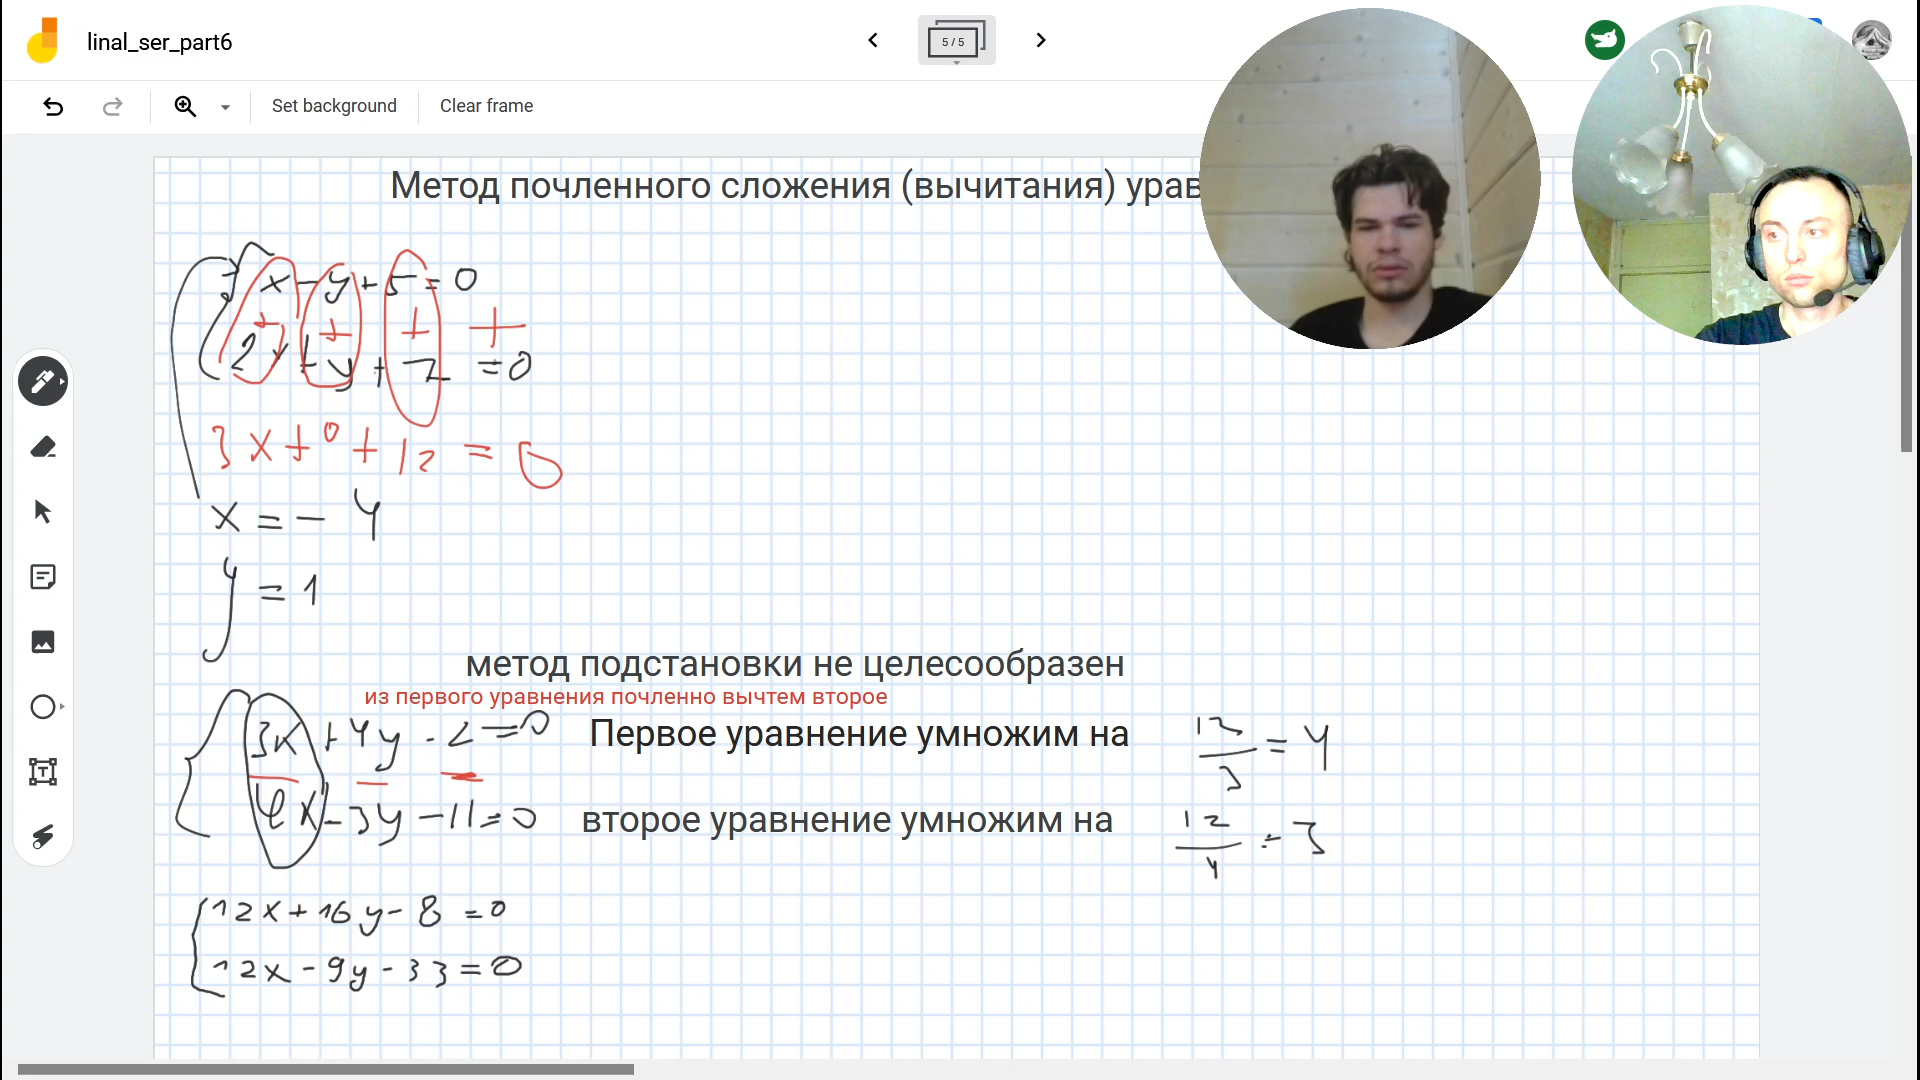 linal_ser_part6
5 / 5
Set background
Clear frame
Метод почленного сложения (вычитания) урав
x - y + 5 = 0
+ + + +
2x + y + 7 = 0
3x + 0 + 12 = 0
x = - 4
y = 1
метод подстановки не целесообразен
из первого уравнения почленно вычтем второе
3x + 4y - 2 = 0 Первое уравнение умножим на 12/3 = 4
4x - 3y - 11 = 0 второе уравнение умножим на 12/4 = 3
12x + 16y - 8 = 0
12x - 9y - 33 = 0